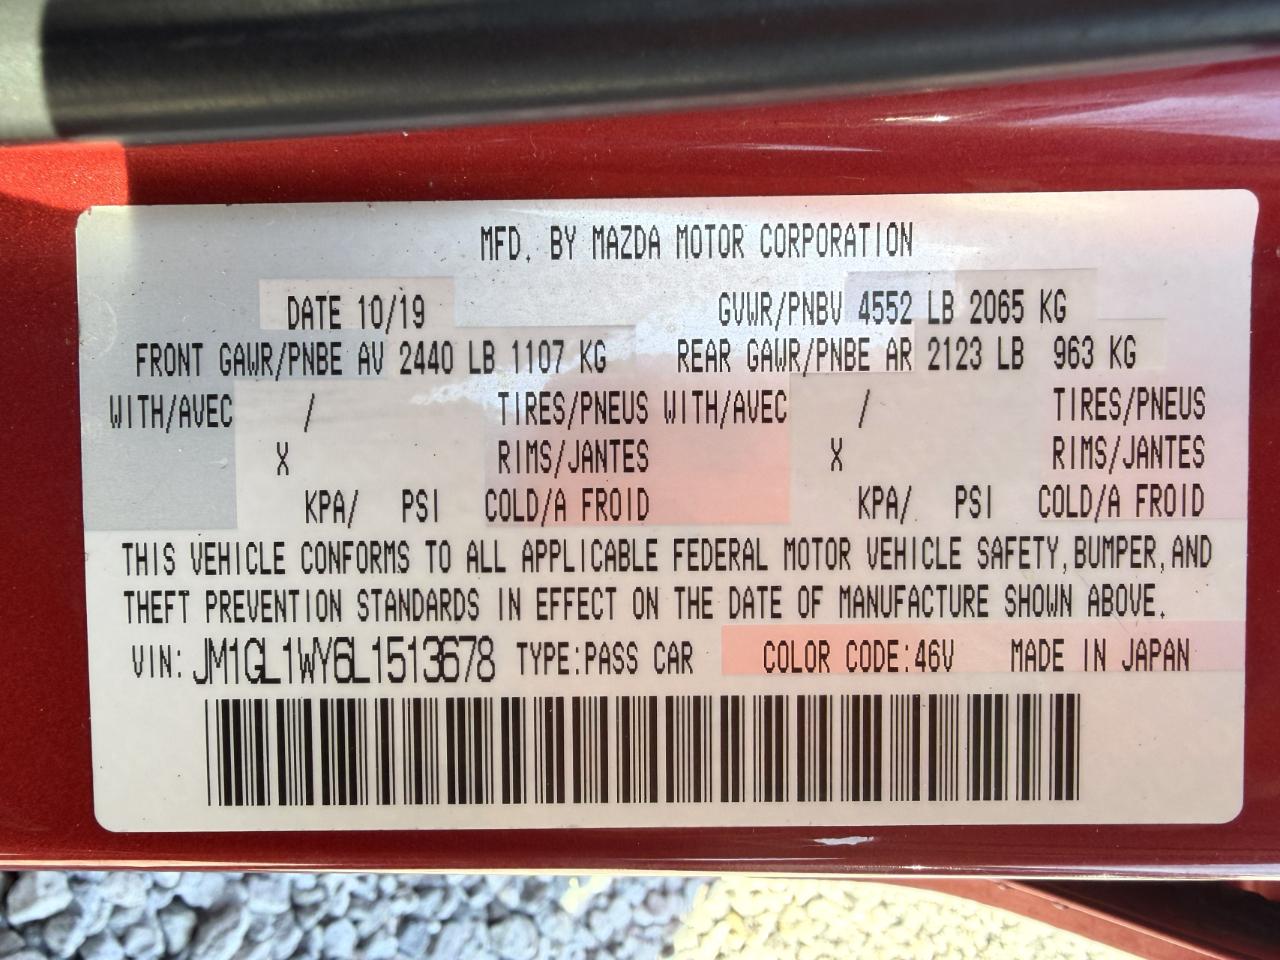 MFD. BY MAZDA MOTOR CORPORATION
DATE 10/19 GVWR/PNBV 4552 LB 2065 KG
FRONT GAWR/PNBE AV 2440 LB 1107 KG REAR GAWR/PNBE AR 2123 LB 963 KG
WITH/AVEC / TIRES/PNEUS WITH/AVEC / TIRES/PNEUS
X RIMS/JANTES X RIMS/JANTES
KPA/ PSI COLD/A FROID KPA/ PSI COLD/A FROID
THIS VEHICLE CONFORMS TO ALL APPLICABLE FEDERAL MOTOR VEHICLE SAFETY, BUMPER, AND
THEFT PREVENTION STANDARDS IN EFFECT ON THE DATE OF MANUFACTURE SHOWN ABOVE.
VIN: JM1GL1WY6L1513678 TYPE:PASS CAR COLOR CODE:46V MADE IN JAPAN